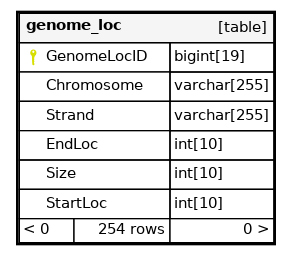 genome_loc [table]
GenomeLocID bigint[19]
Chromosome varchar[255]
Strand varchar[255]
EndLoc int[10]
Size int[10]
StartLoc int[10]
< 0 254 rows 0 >